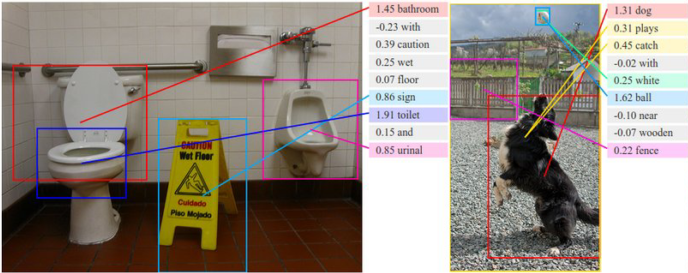 CAUTION
Wet Floor
Cuidado
Piso Mojado
1.45 bathroom
-0.23 with
0.39 caution
0.25 wet
0.07 floor
0.86 sign
1.91 toilet
0.15 and
0.85 urinal
1.31 dog
0.31 plays
0.45 catch
-0.02 with
0.25 white
1.62 ball
-0.10 near
-0.07 wooden
0.22 fence